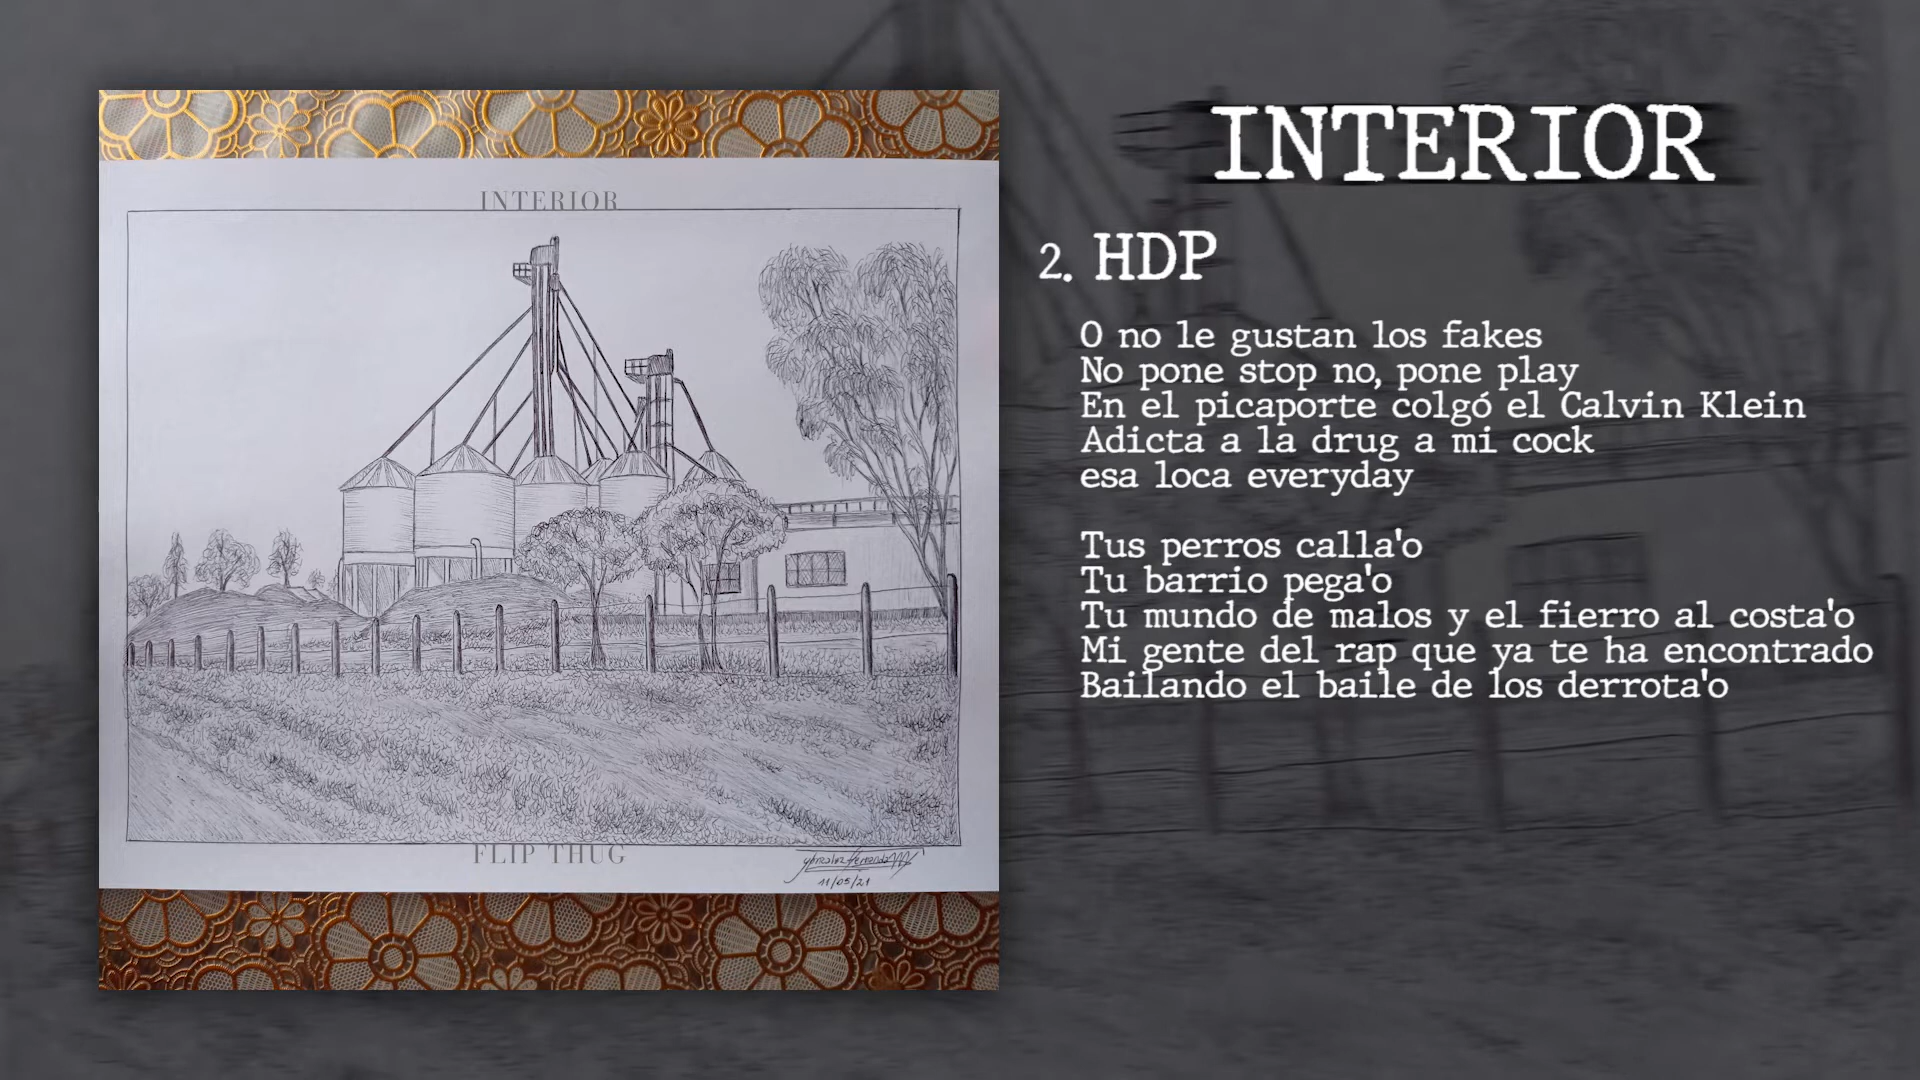 INTERIOR
FLIP THUG
11/05/21
INTERIOR
2. HDP
O no le gustan los fakes
No pone stop no, pone play
En el picaporte colgó el Calvin Klein
Adicta a la drug a mi cock
esa loca everyday
Tus perros calla'o
Tu barrio pega'o
Tu mundo de malos y el fierro al costa'o
Mi gente del rap que ya te ha encontrado
Bailando el baile de los derrota'o